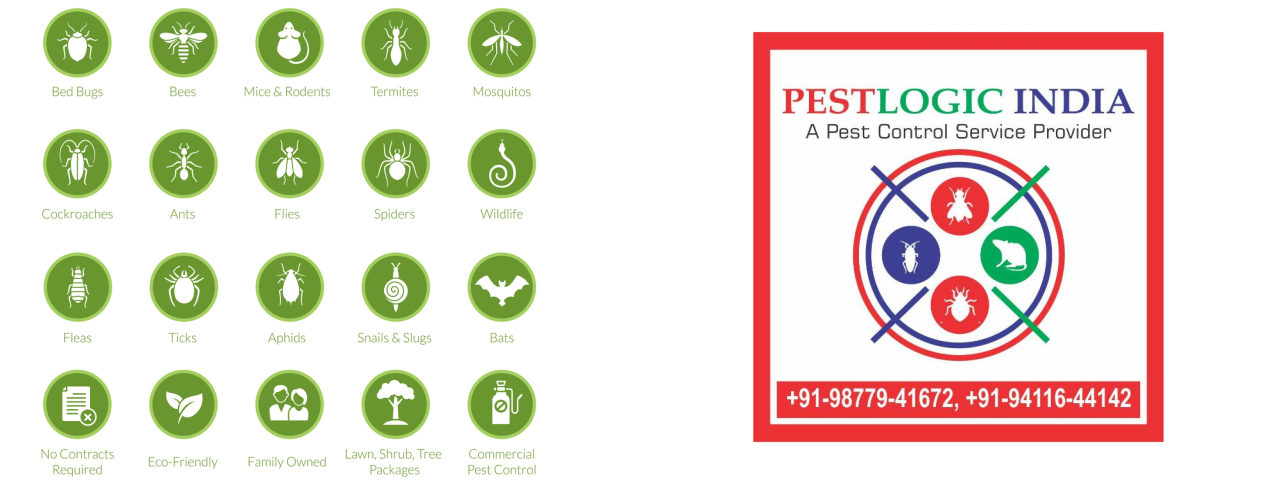 Bed Bugs
Bees
Mice & Rodents
Termites
Mosquitos
Cockroaches
Ants
Flies
Spiders
Wildlife
Fleas
Ticks
Aphids
Snails & Slugs
Bats
No Contracts
Required
Eco-Friendly
Family Owned
Lawn, Shrub, Tree
Packages
Commercial
Pest Control
PESTLOGIC INDIA
A Pest Control Service Provider
+91-98779-41672, +91-94116-44142